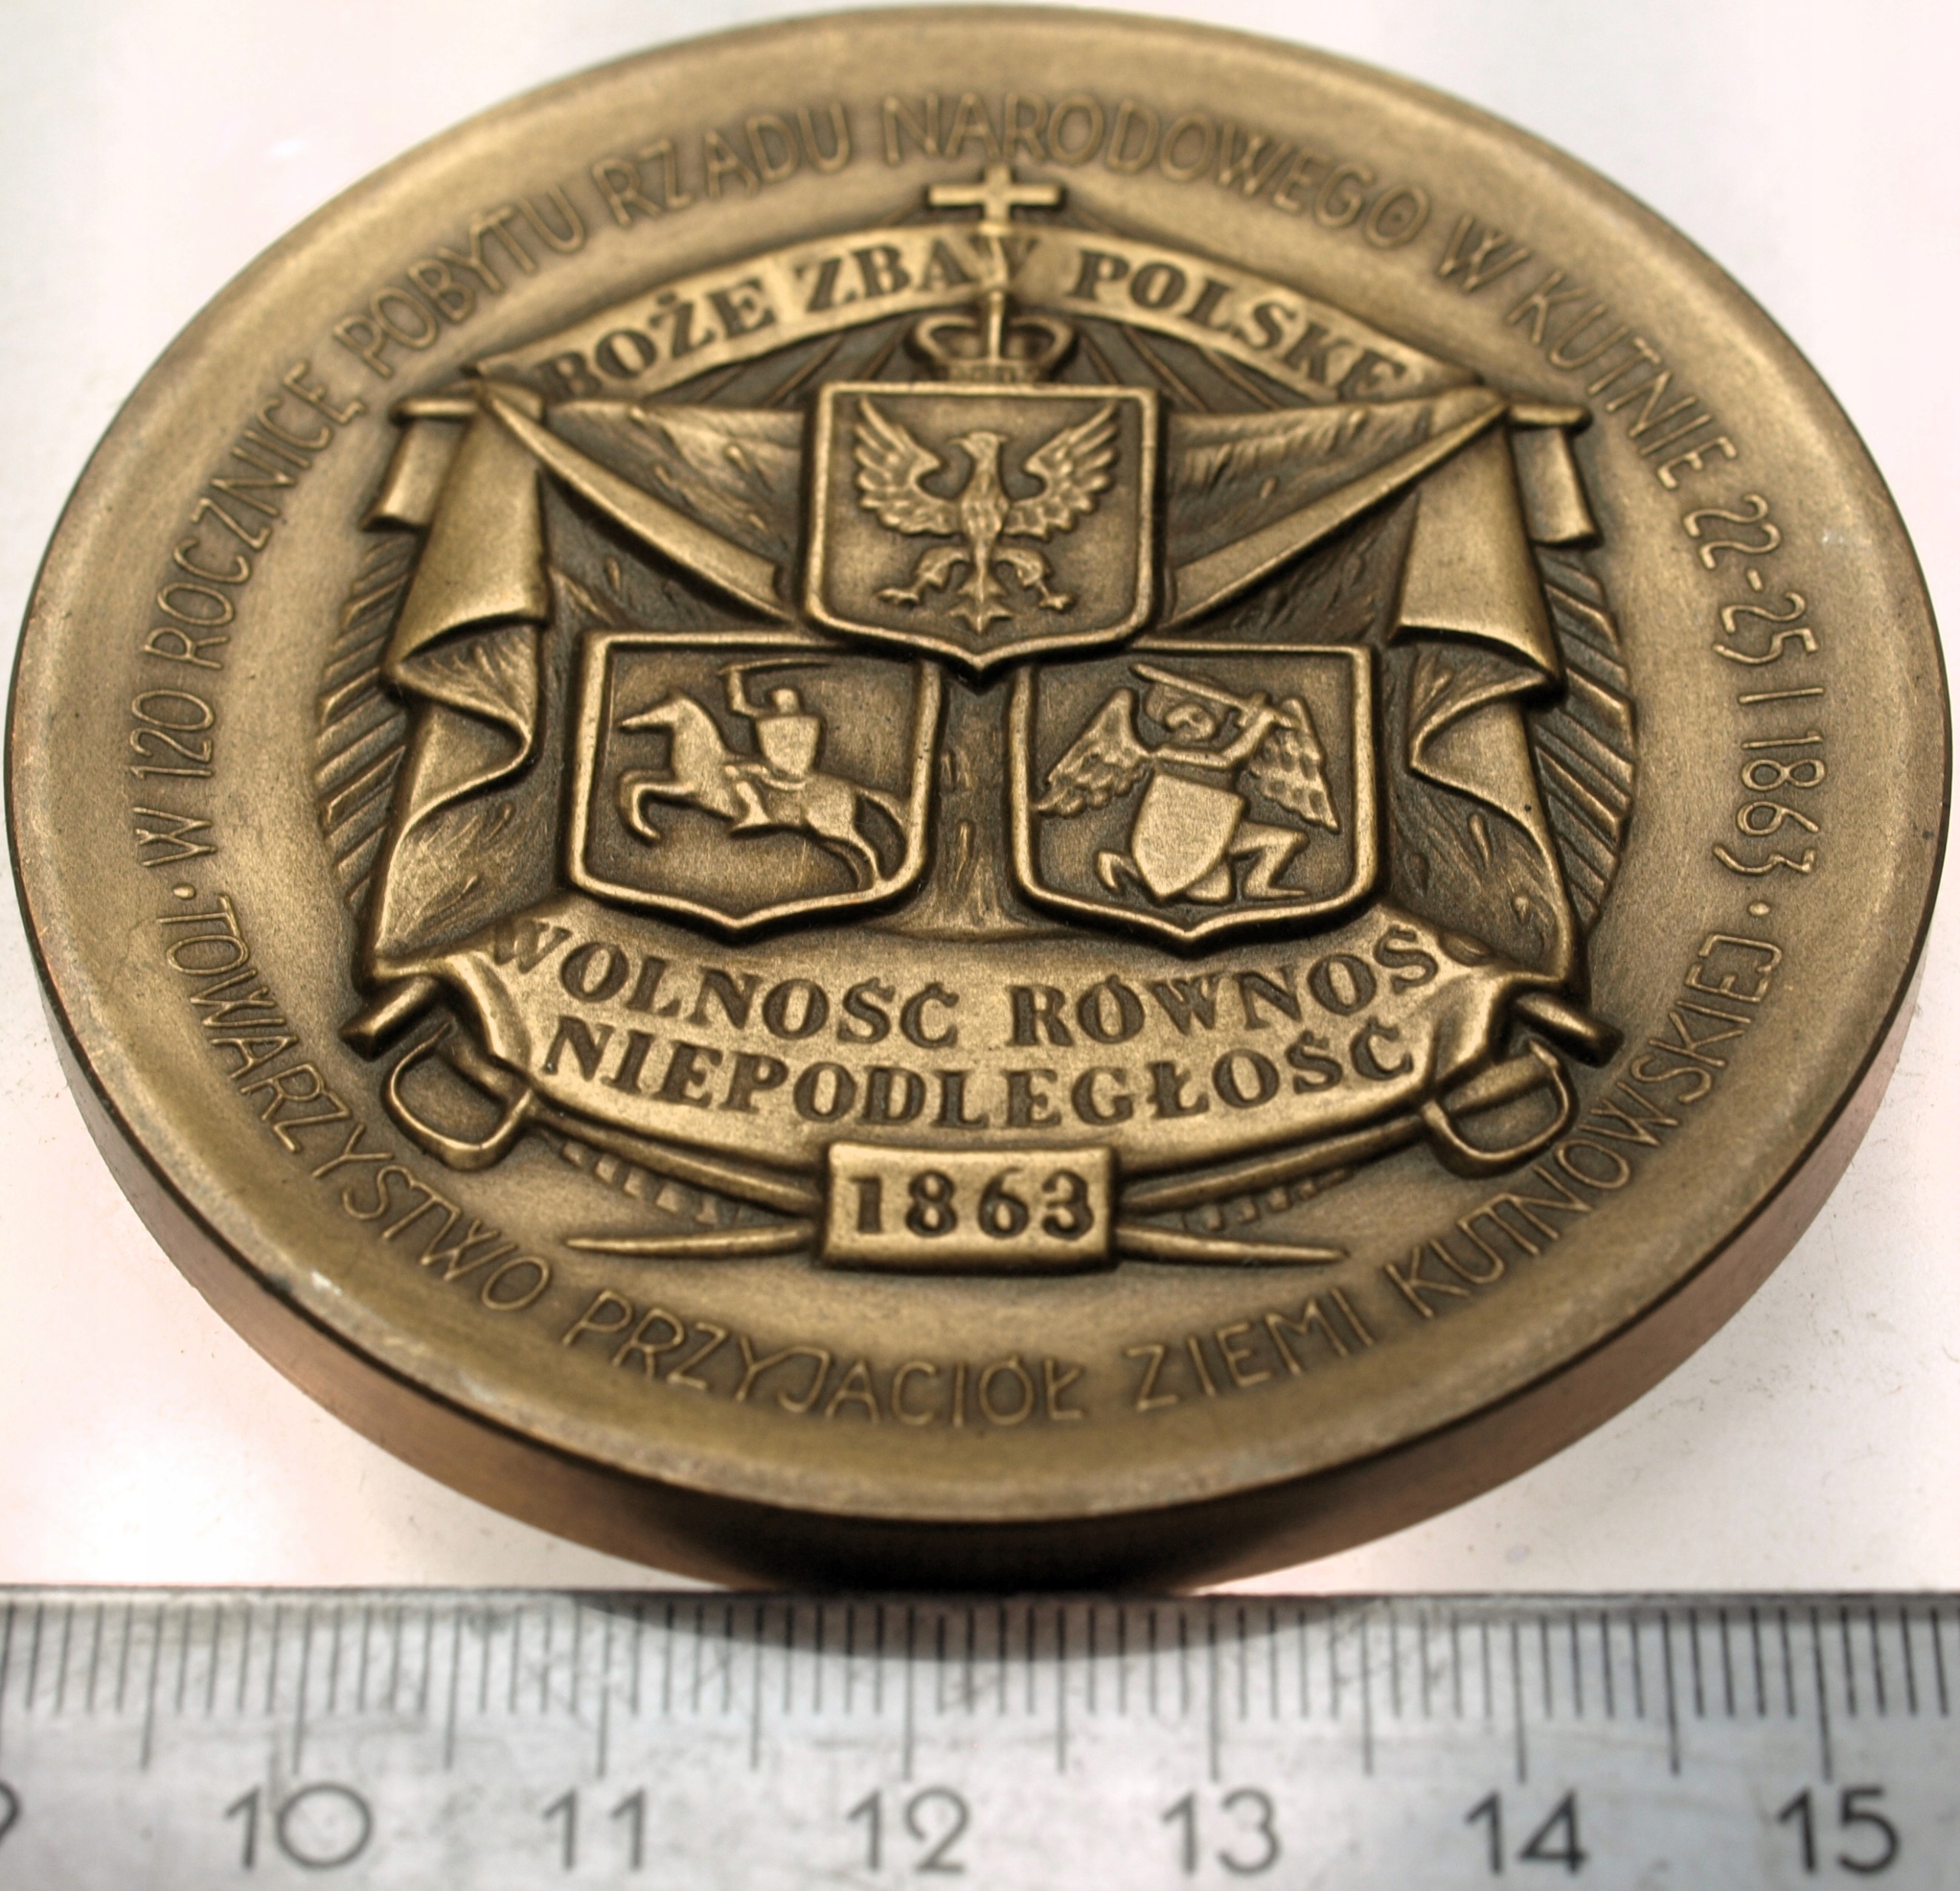 W 120 ROCZNICĘ POBYTU RZĄDU NARODOWEGO W KUTNIE 22-25 I 1863
BOŻE ZBAW POLSKĘ
WOLNOŚĆ RÓWNOŚ
NIEPODLEGŁOŚĆ
1863
TOWARZYSTWO PRZYJACIÓŁ ZIEMI KUTNOWSKIEJ
10 11 12 13 14 15